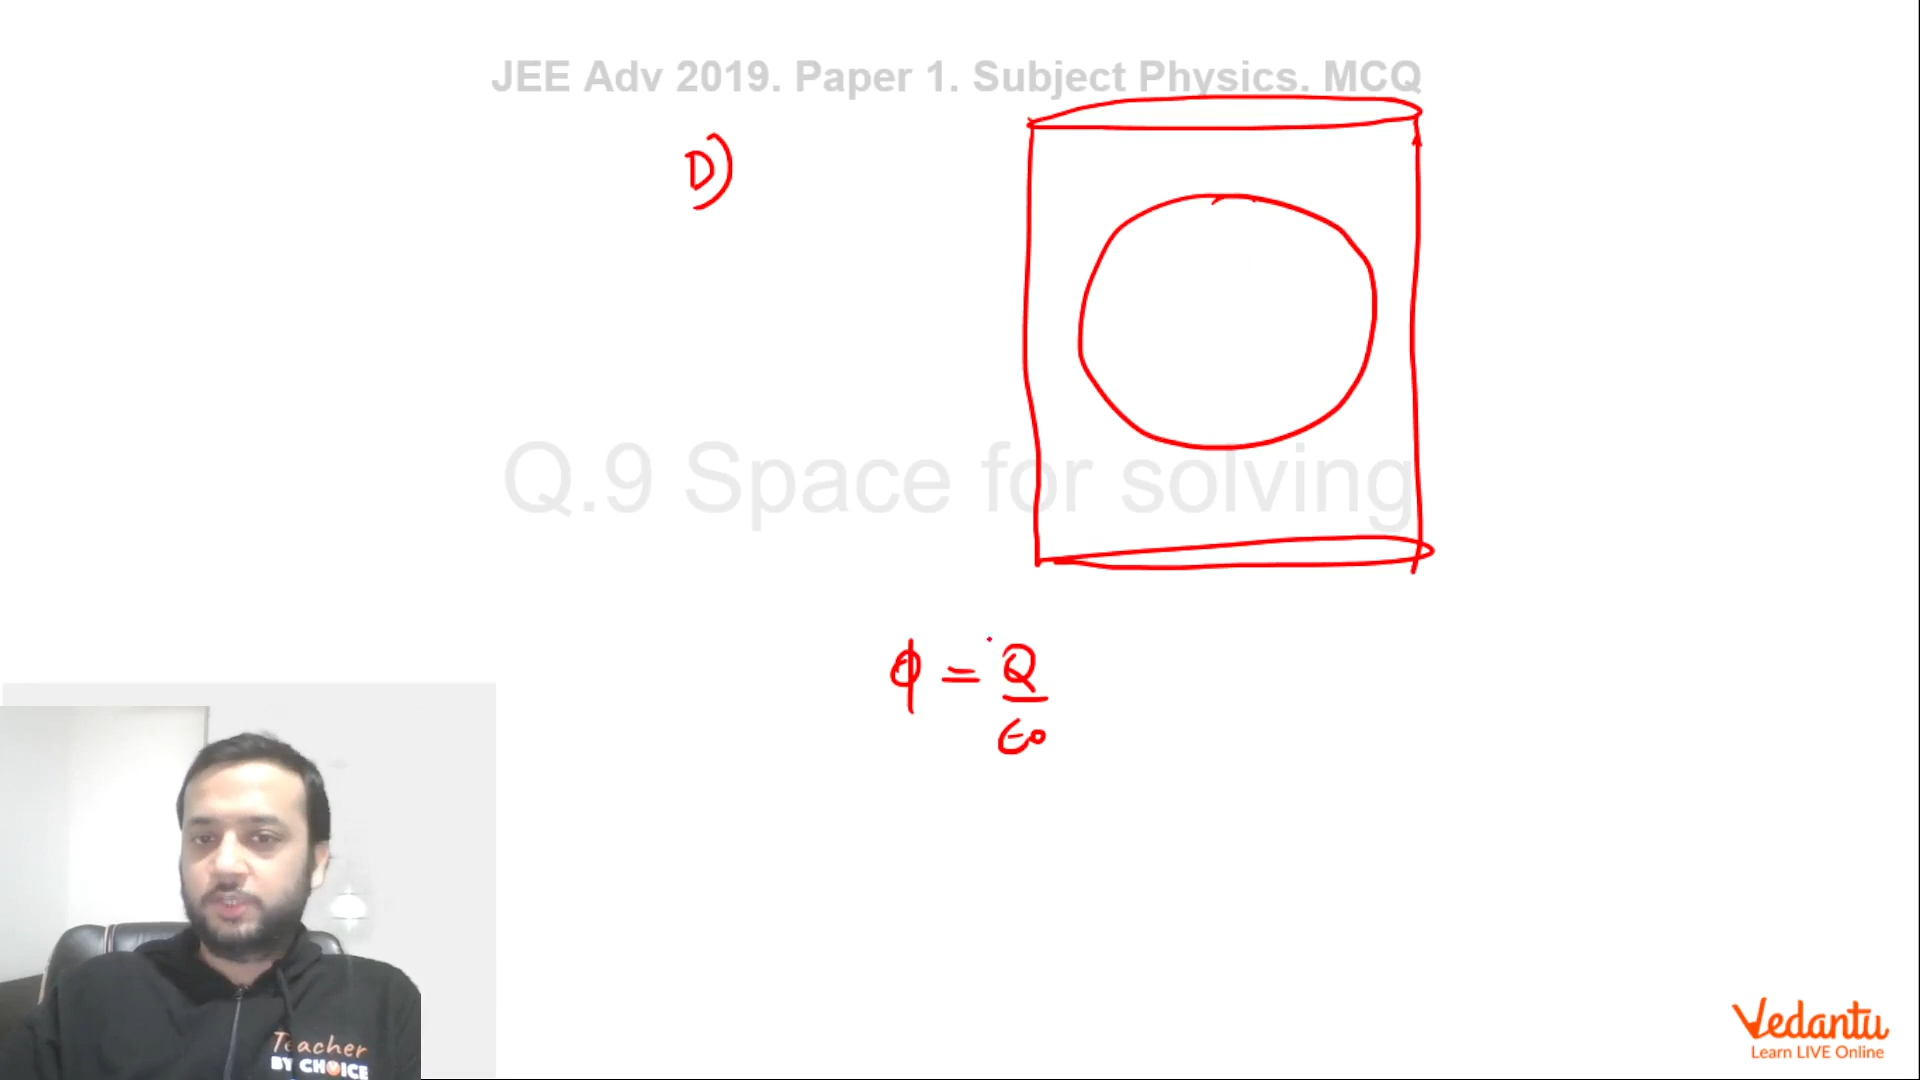 JEE Adv 2019. Paper 1. Subject Physics. MCQ
D)
Q.9 Space for solving
ϕ = Q
ε₀
Teacher
BY CHOICE
Vedantu
Learn LIVE Online